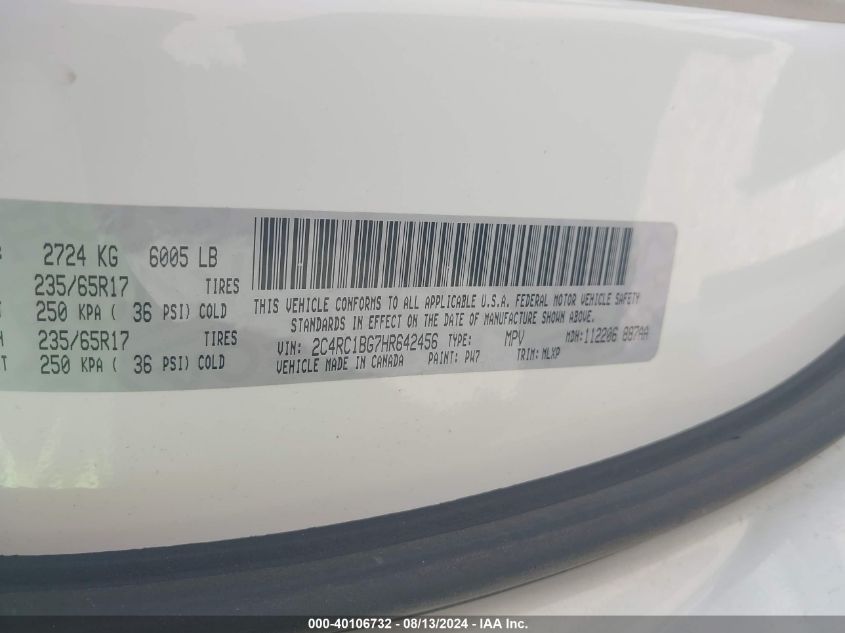 2724 KG 6005 LB
235/65R17 TIRES
250 KPA ( 36 PSI) COLD
235/65R17 TIRES
250 KPA ( 36 PSI) COLD
THIS VEHICLE CONFORMS TO ALL APPLICABLE U.S.A. FEDERAL MOTOR VEHICLE SAFETY
STANDARDS IN EFFECT ON THE DATE OF MANUFACTURE SHOWN ABOVE.
VIN: 2C4RC1BG7HR642456 TYPE: MPV MDH:112206 887AA
VEHICLE MADE IN CANADA PAINT: PW7 TRIM: NLXP
000-40106732 - 08/13/2024 - IAA Inc.